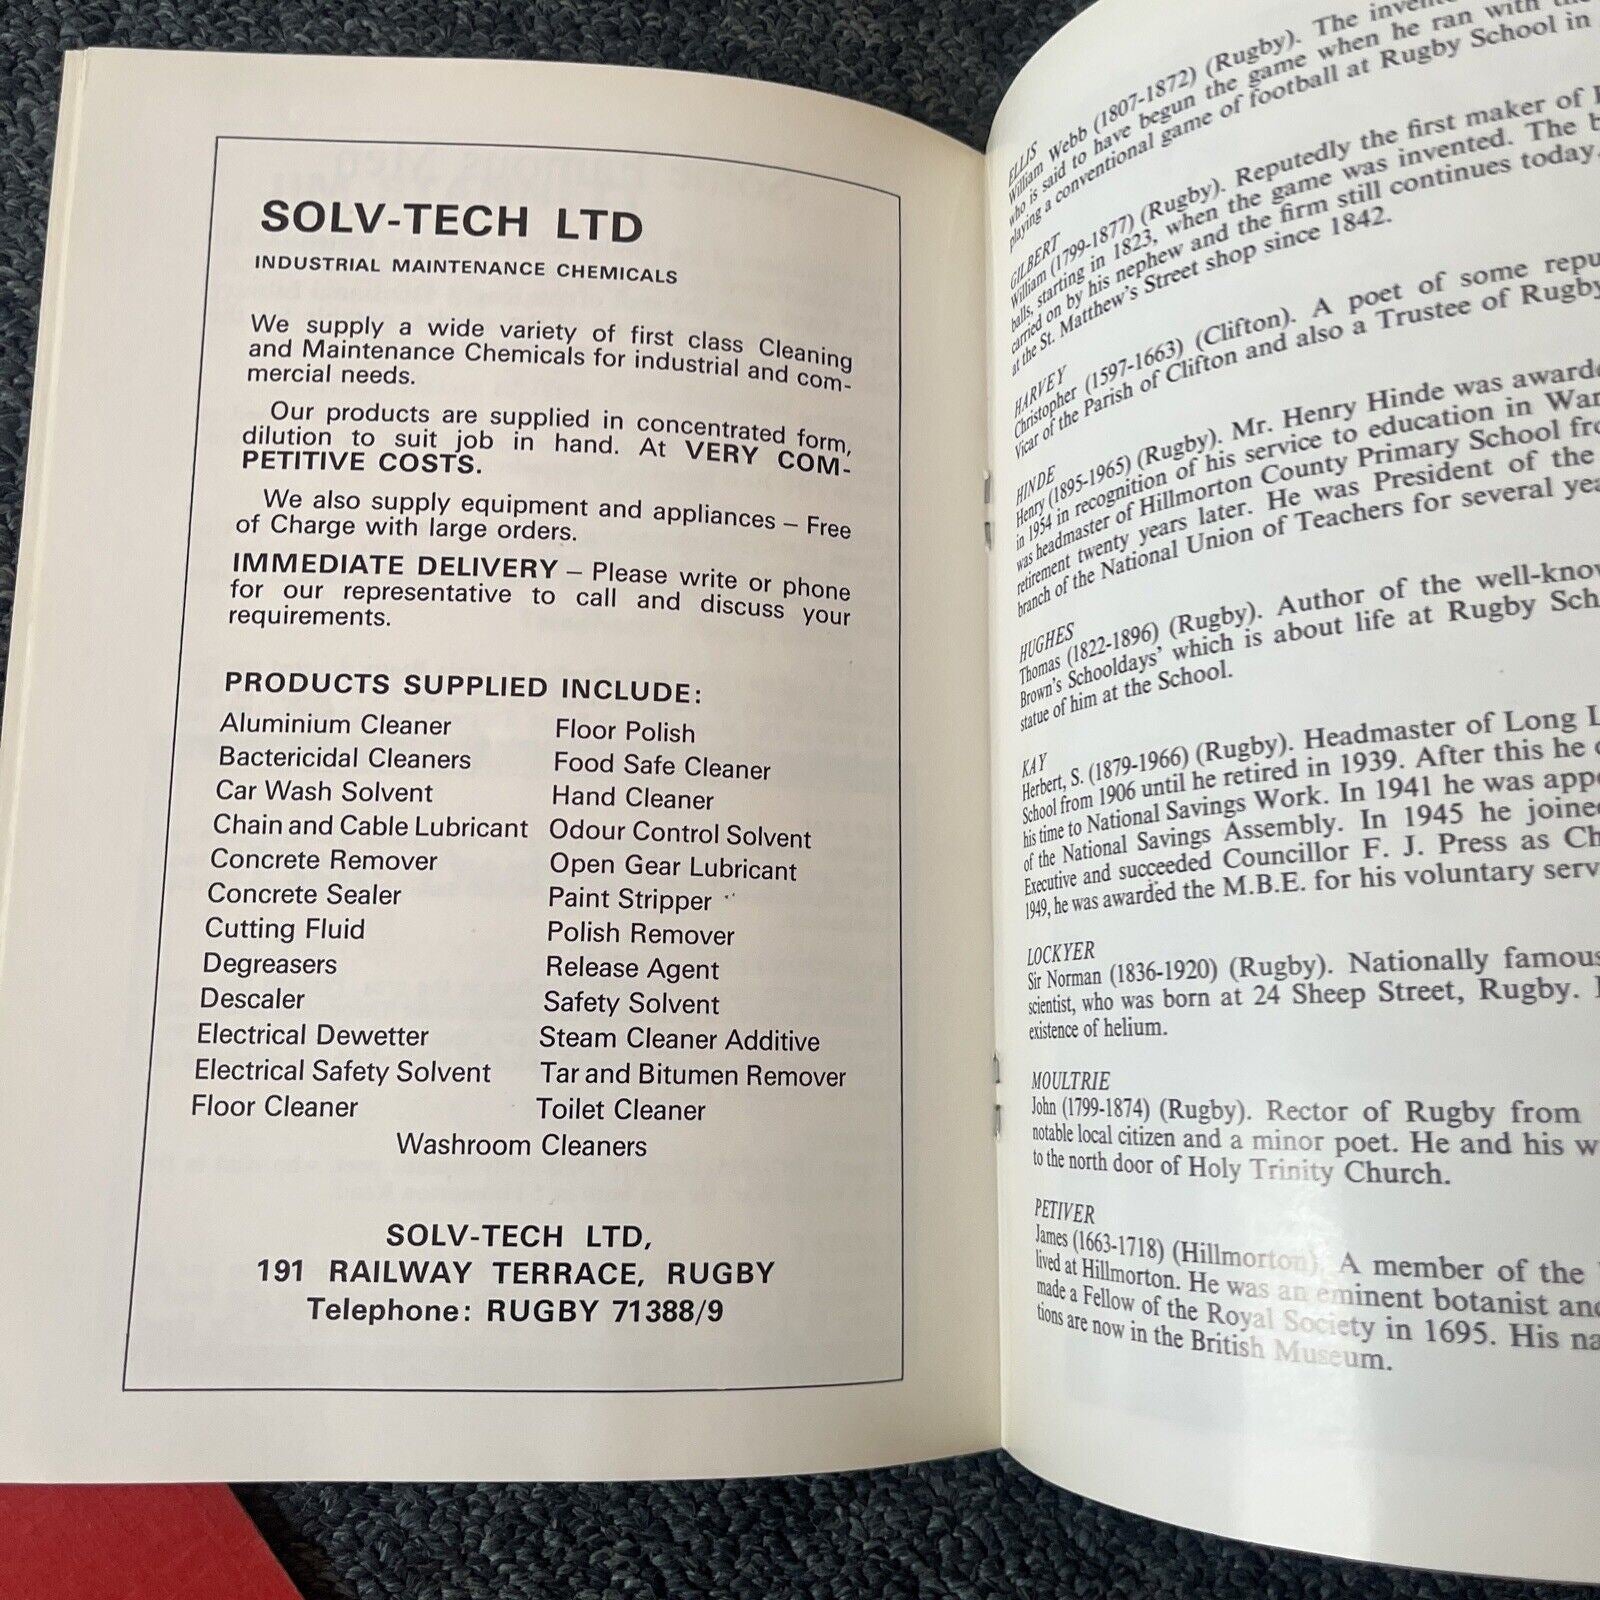 SOLV-TECH LTD
INDUSTRIAL MAINTENANCE CHEMICALS
We supply a wide variety of first class Cleaning
and Maintenance Chemicals for industrial and com-
mercial needs.
Our products are supplied in concentrated form,
dilution to suit job in hand. At VERY COM-
PETITIVE COSTS.
We also supply equipment and appliances – Free
of Charge with large orders.
IMMEDIATE DELIVERY – Please write or phone
for our representative to call and discuss your
requirements.
PRODUCTS SUPPLIED INCLUDE:
Aluminium Cleaner Floor Polish
Bactericidal Cleaners Food Safe Cleaner
Car Wash Solvent Hand Cleaner
Chain and Cable Lubricant Odour Control Solvent
Concrete Remover Open Gear Lubricant
Concrete Sealer Paint Stripper
Cutting Fluid Polish Remover
Degreasers Release Agent
Descaler Safety Solvent
Electrical Dewetter Steam Cleaner Additive
Electrical Safety Solvent Tar and Bitumen Remover
Floor Cleaner Toilet Cleaner
Washroom Cleaners
SOLV-TECH LTD,
191 RAILWAY TERRACE, RUGBY
Telephone: RUGBY 71388/9
ELLIS
William Webb (1807-1872) (Rugby). The
who is said to have begun the game when he ran with
playing a conventional game of football at Rugby School in
GILBERT
William (1799-1877) (Rugby). Reputedly the first maker of
balls, starting in 1823, when the game was invented. The
carried on by his nephew and the firm still continues today,
at the St. Matthew's Street shop since 1842.
HARVEY
Christopher (1597-1663) (Clifton). A poet of some
Vicar of the Parish of Clifton and also a Trustee of Rugby
HINDE
Henry (1895-1965) (Rugby). Mr. Henry Hinde was
in 1954 in recognition of his service to education in
was headmaster of Hillmorton County Primary School
retirement twenty years later. He was President of the
branch of the National Union of Teachers for several
HUGHES
Thomas (1822-1896) (Rugby). Author of the
Brown's Schooldays' which is about life at Rugby
statue of him at the School.
KAY
Herbert, S. (1879-1966) (Rugby). Headmaster of Long
School from 1906 until he retired in 1939. After this he
his time to National Savings Work. In 1941 he was
of the National Savings Assembly. In 1945 he joined
Executive and succeeded Councillor F. J. Press as
1949, he was awarded the M.B.E. for his voluntary
LOCKYER
Sir Norman (1836-1920) (Rugby). Nationally famous
scientist, who was born at 24 Sheep Street, Rugby.
existence of helium.
MOULTRIE
John (1799-1874) (Rugby). Rector of Rugby from
notable local citizen and a minor poet. He and his
to the north door of Holy Trinity Church.
PETIVER
James (1663-1718) (Hillmorton). A member of the
lived at Hillmorton. He was an eminent botanist and
made a Fellow of the Royal Society in 1695. His
tions are now in the British Museum.